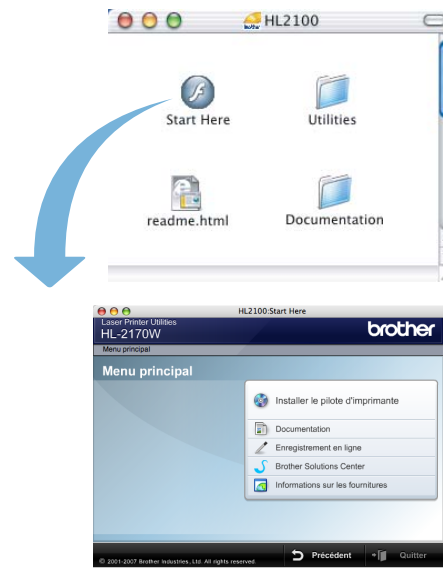 brother HL2100
Start Here
Utilities
readme.html
Documentation
HL2100:Start Here
Laser Printer Utilities
HL-2170W
brother
Menu principal
Menu principal
Installer le pilote d'imprimante
Documentation
Enregistrement en ligne
Brother Solutions Center
Informations sur les fournitures
© 2001-2007 Brother Industries, Ltd. All rights reserved.
Précédent
Quitter